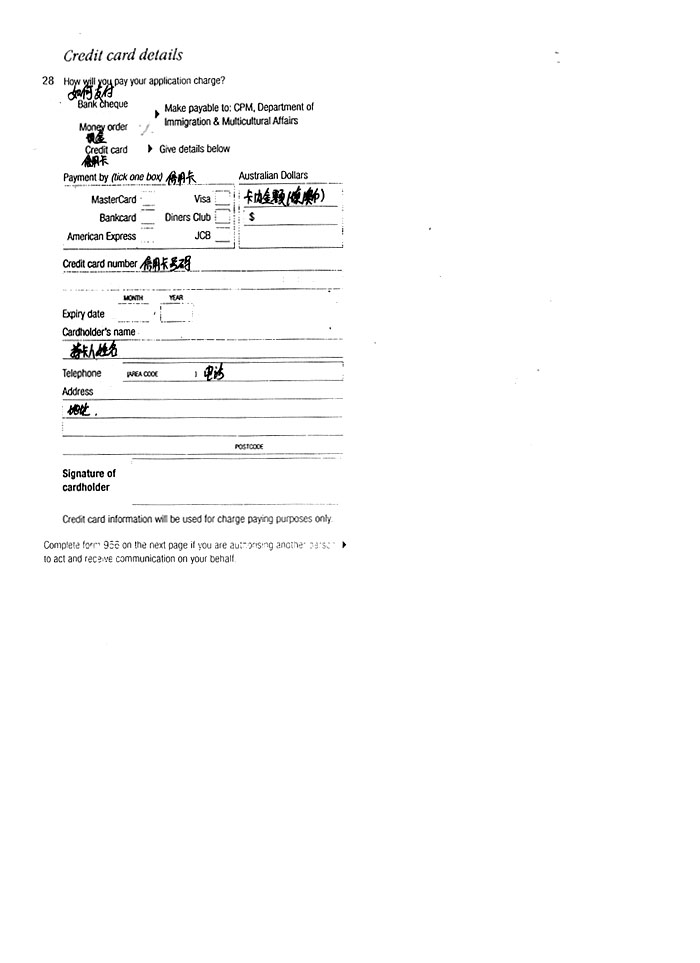 Credit card details
28 How will you pay your application charge?
如何支付
Bank cheque
Make payable to: CPM, Department of
Immigration & Multicultural Affairs
Money order
现金
Credit card
Give details below
信用卡
Payment by (tick one box) 信用卡
Australian Dollars
MasterCard Visa
卡内金额(澳币)
Bankcard Diners Club
$
American Express JCB
Credit card number 信用卡号码
MONTH YEAR
Expiry date
Cardholder's name
持卡人姓名
Telephone (AREA CODE ) 电话
Address
地址.
POSTCODE
Signature of
cardholder
Credit card information will be used for charge paying purposes only.
Complete form 956 on the next page if you are authorising another person
to act and receive communication on your behalf.